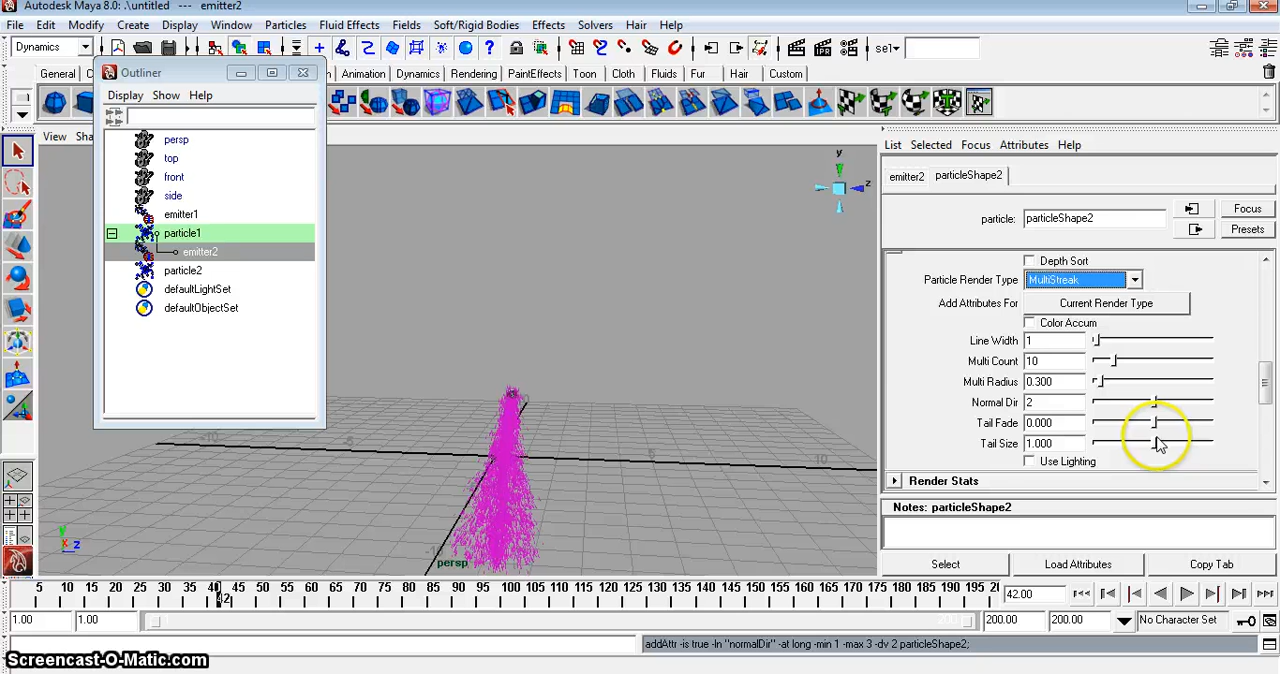 Autodesk Maya 8.0: .\untitled --- emitter2
File Edit Modify Create Display Window Particles Fluid Effects Fields Soft/Rigid Bodies Effects Solvers Hair Help
Dynamics
sel
General
Animation Dynamics Rendering PaintEffects Toon Cloth Fluids Fur Hair Custom
Outliner
Display Show Help
persp
top
front
side
emitter1
particle1
emitter2
particle2
defaultLightSet
defaultObjectSet
View
y
z
10
5
5
10
persp
y
x z
List Selected Focus Attributes Help
emitter2 particleShape2
particle: particleShape2
Focus
Presets
Depth Sort
Particle Render Type MultiStreak
Add Attributes For Current Render Type
Color Accum
Line Width 1
Multi Count 10
Multi Radius 0.300
Normal Dir 2
Tail Fade 0.000
Tail Size 1.000
Use Lighting
Render Stats
Notes: particleShape2
Select Load Attributes Copy Tab
5 10 15 20 25 30 35 40 45 50 55 60 65 70 75 80 85 90 95 100 105 110 115 120 125 130 135 140 145 150 155 160 165 170 175 180 185 190 195 2
42
42.00
1.00 1.00 200.00 200.00 No Character Set
addAttr -is true -ln "normalDir" -at long -min 1 -max 3 -dv 2 particleShape2;
Screencast-O-Matic.com